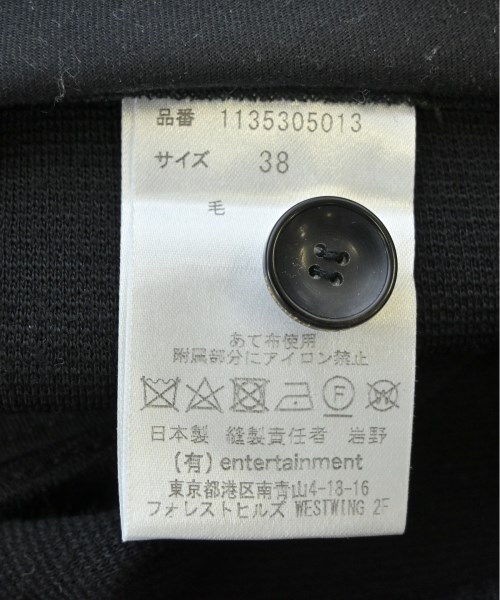 品番 1135305013
サイズ 38
毛
あて布使用
附属部分にアイロン禁止
日本製 縫製責任者 岩野
(有) entertainment
東京都港区南青山4-18-16
フォレストヒルズ WESTWING 2F